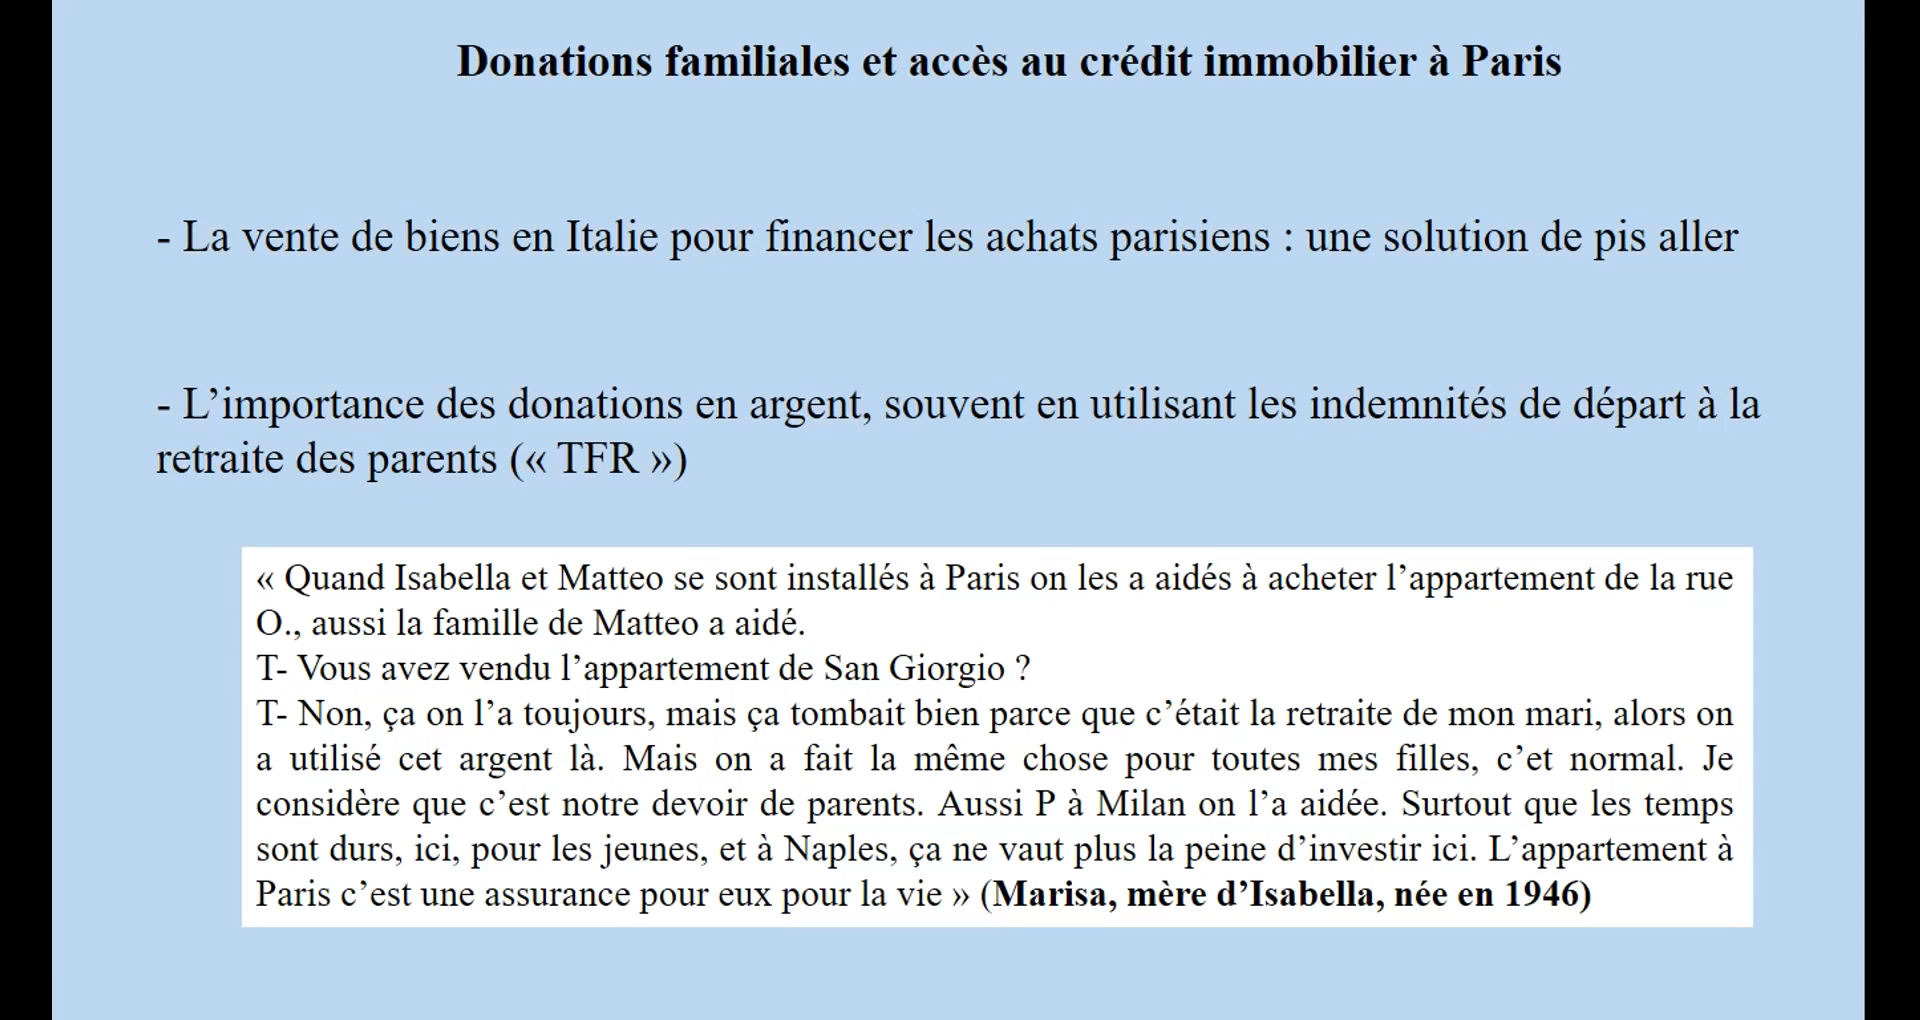 Donations familiales et accès au crédit immobilier à Paris
- La vente de biens en Italie pour financer les achats parisiens : une solution de pis aller
- L’importance des donations en argent, souvent en utilisant les indemnités de départ à la
retraite des parents (« TFR »)
« Quand Isabella et Matteo se sont installés à Paris on les a aidés à acheter l’appartement de la rue
O., aussi la famille de Matteo a aidé.
T- Vous avez vendu l’appartement de San Giorgio ?
T- Non, ça on l’a toujours, mais ça tombait bien parce que c’était la retraite de mon mari, alors on
a utilisé cet argent là. Mais on a fait la même chose pour toutes mes filles, c’et normal. Je
considère que c’est notre devoir de parents. Aussi P à Milan on l’a aidée. Surtout que les temps
sont durs, ici, pour les jeunes, et à Naples, ça ne vaut plus la peine d’investir ici. L’appartement à
Paris c’est une assurance pour eux pour la vie » (Marisa, mère d’Isabella, née en 1946)